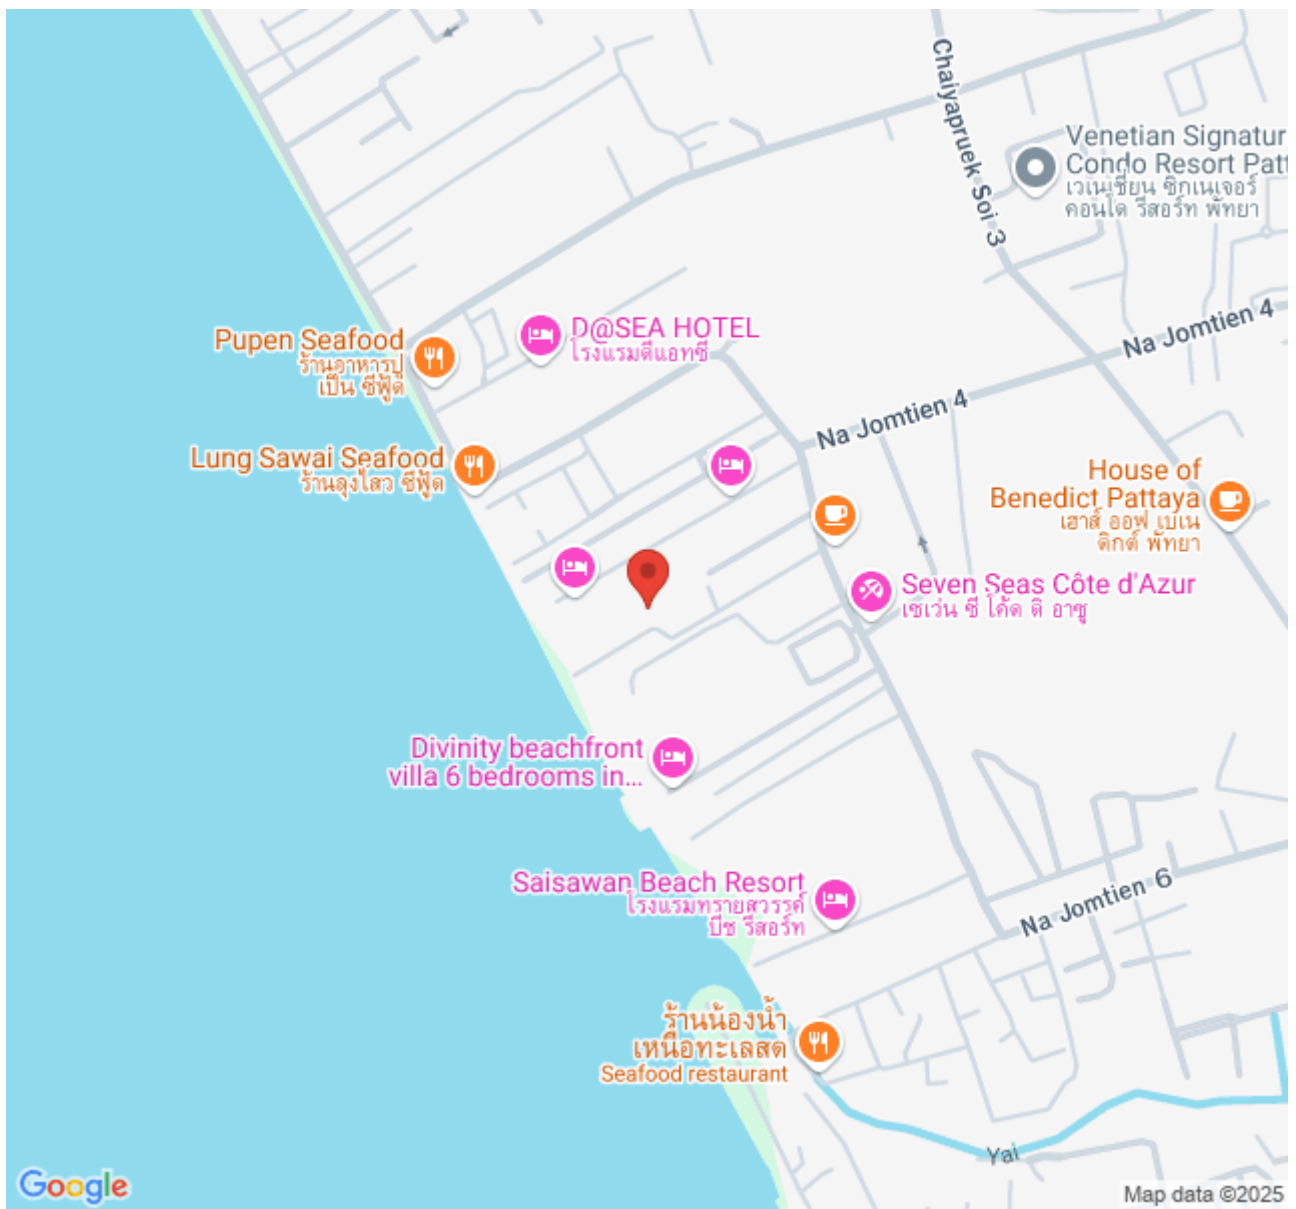 Chaiyapruek Soi 3
Venetian Signatur
Condo Resort Patt
เวเนเชี่ยน ซิกเนเจอร์
คอนโด รีสอร์ท พัทยา
Na Jomtien 4
D@SEA HOTEL
โรงแรมดีแอทซี
Pupen Seafood
ร้านอาหารปู
เป็น ซีฟู้ด
Na Jomtien 4
Lung Sawai Seafood
ร้านลุงไสว ซีฟู้ด
House of
Benedict Pattaya
เฮาส์ ออฟ เบเน
ดิกต์ พัทยา
Seven Seas Côte d'Azur
เซเว่น ซี โค้ด ดิ อาซู
Divinity beachfront
villa 6 bedrooms in...
Saisawan Beach Resort
โรงแรมทรายสวรรค์
บีช รีสอร์ท
Na Jomtien 6
ร้านน้องน้ำ
เหนือทะเลสด
Seafood restaurant
Yai
Google
Map data ©2025